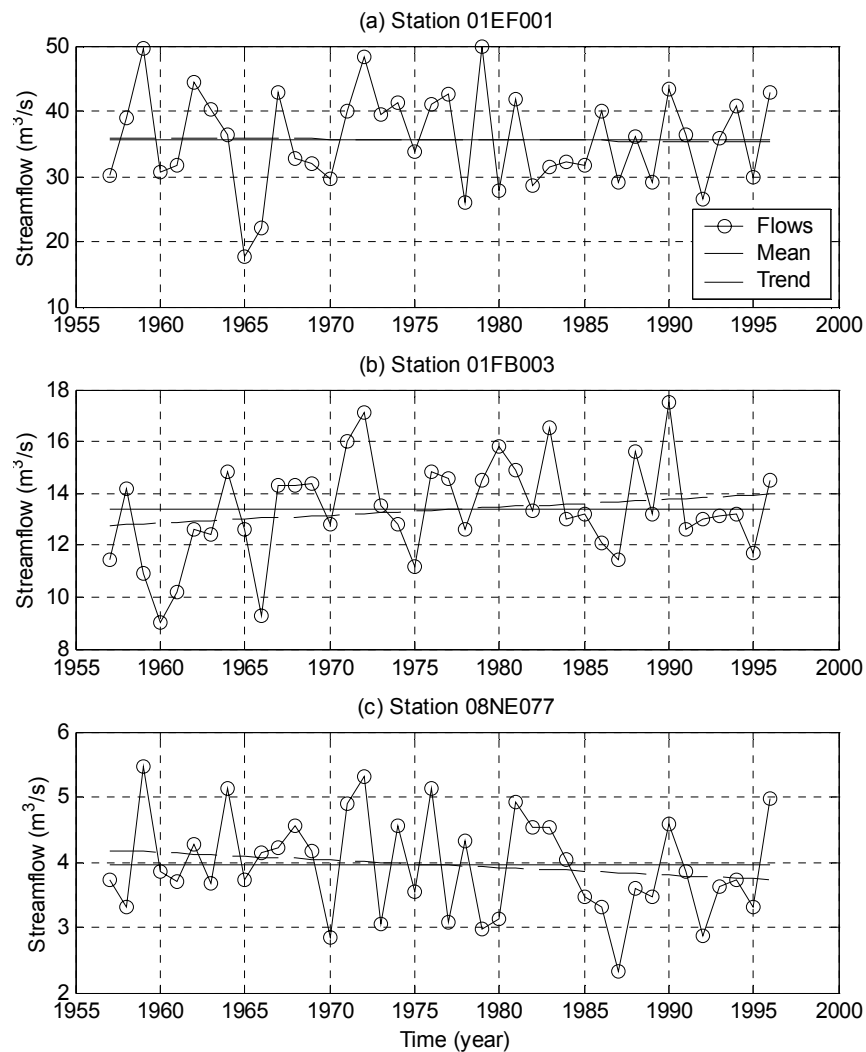 (a) Station 01EF001
50
40
30
20
10
Streamflow (m³/s)
Flows
Mean
Trend
1955 1960 1965 1970 1975 1980 1985 1990 1995 2000
(b) Station 01FB003
18
16
14
12
10
8
Streamflow (m³/s)
1955 1960 1965 1970 1975 1980 1985 1990 1995 2000
(c) Station 08NE077
6
5
4
3
2
Streamflow (m³/s)
1955 1960 1965 1970 1975 1980 1985 1990 1995 2000
Time (year)